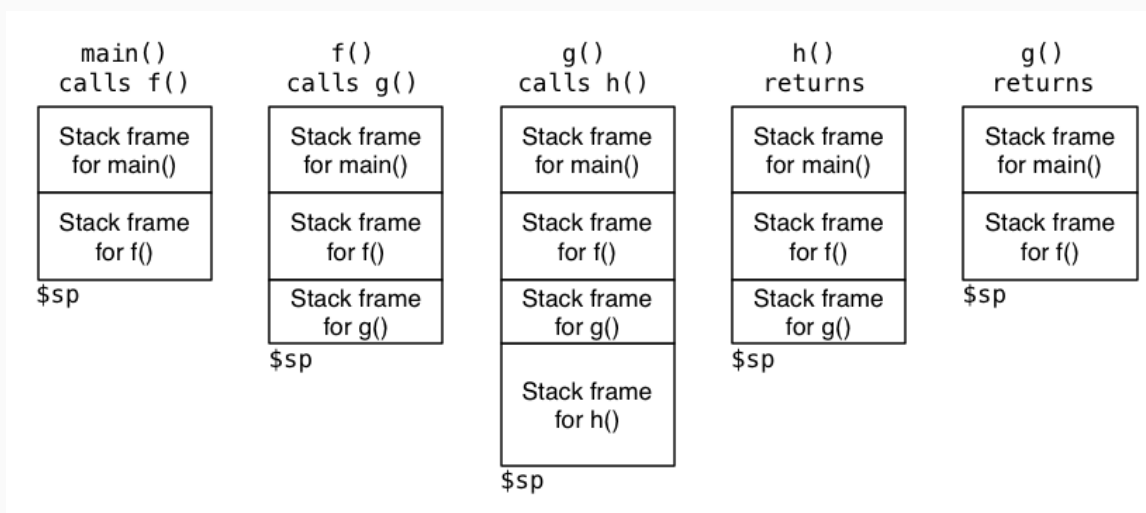 main()
calls f()
Stack frame
for main()
Stack frame
for f()
$sp
f()
calls g()
Stack frame
for main()
Stack frame
for f()
Stack frame
for g()
$sp
g()
calls h()
Stack frame
for main()
Stack frame
for f()
Stack frame
for g()
Stack frame
for h()
$sp
h()
returns
Stack frame
for main()
Stack frame
for f()
Stack frame
for g()
$sp
g()
returns
Stack frame
for main()
Stack frame
for f()
$sp